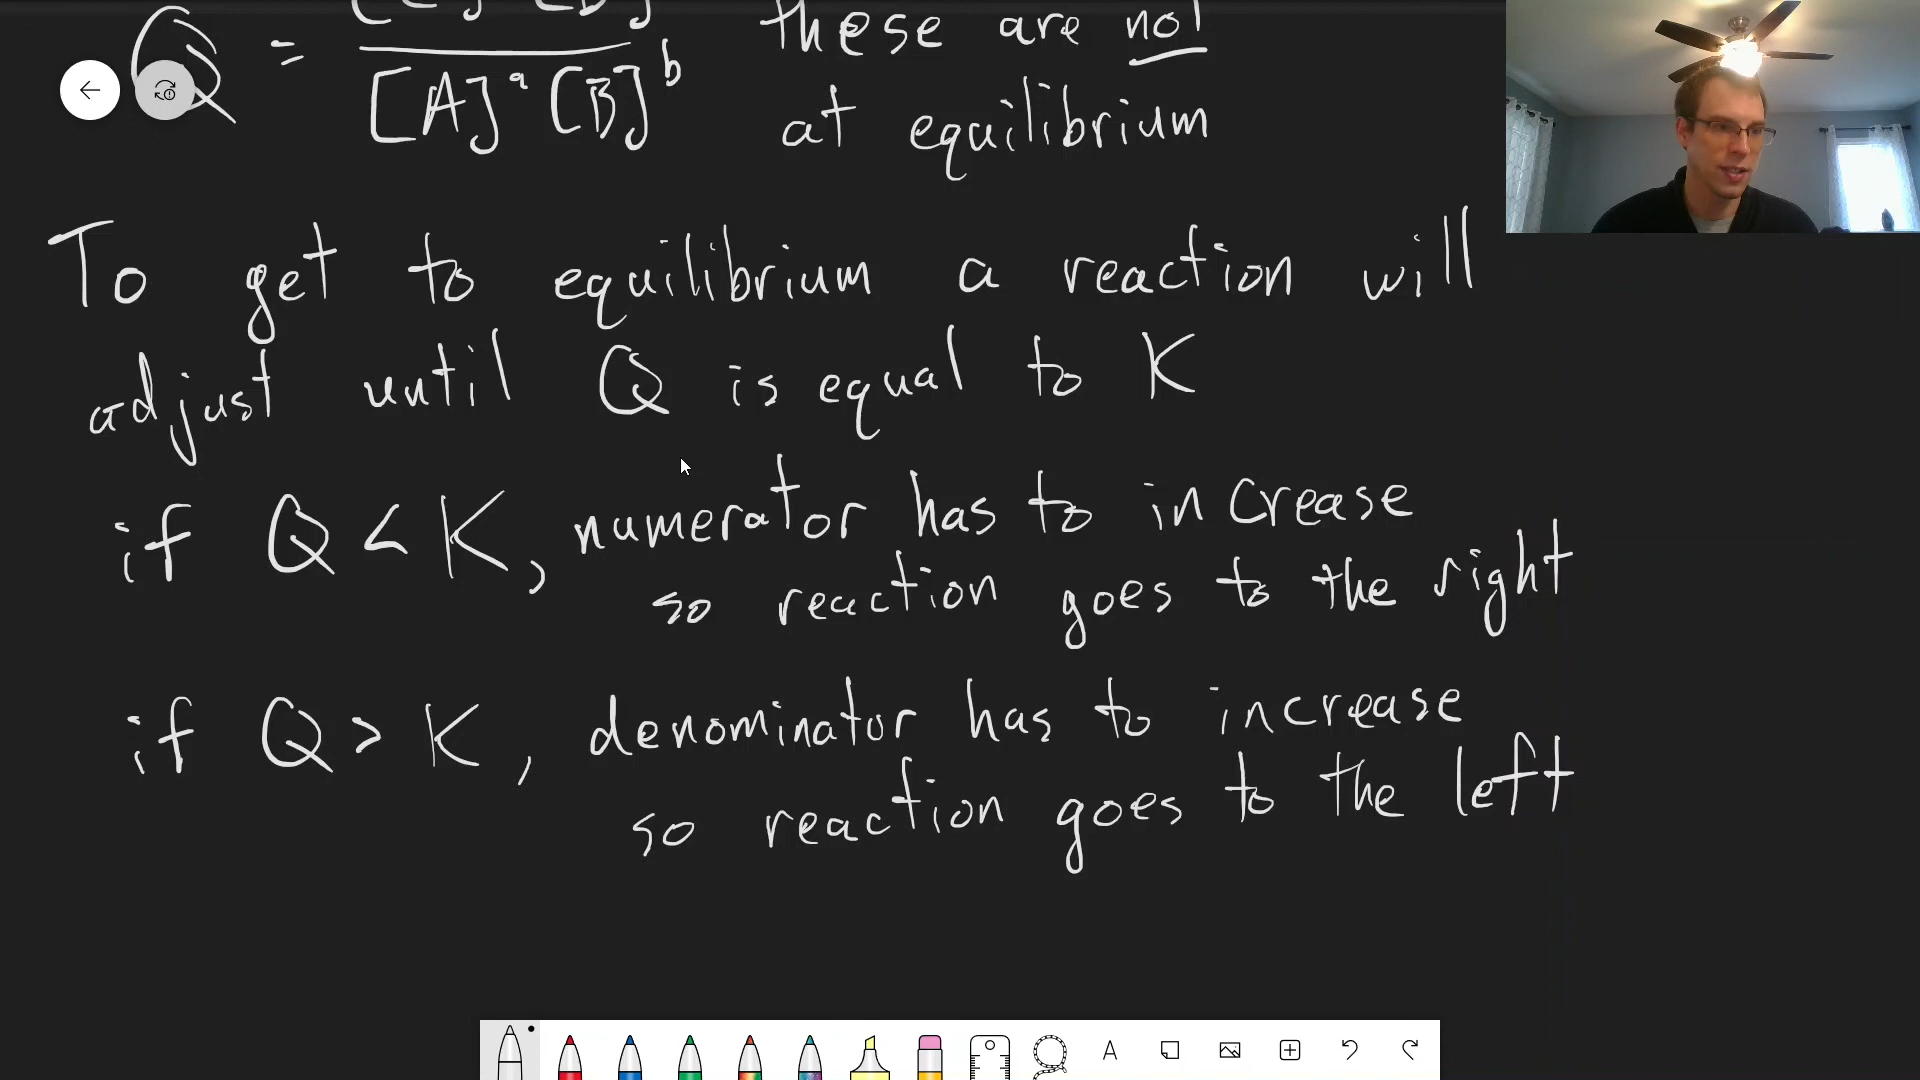 these are not
Q =
[A]ᵃ [B]ᵇ
at equilibrium
To get to equilibrium a reaction will
adjust until Q is equal to K
if Q < K, numerator has to increase
so reaction goes to the right
if Q > K, denominator has to increase
so reaction goes to the left
A